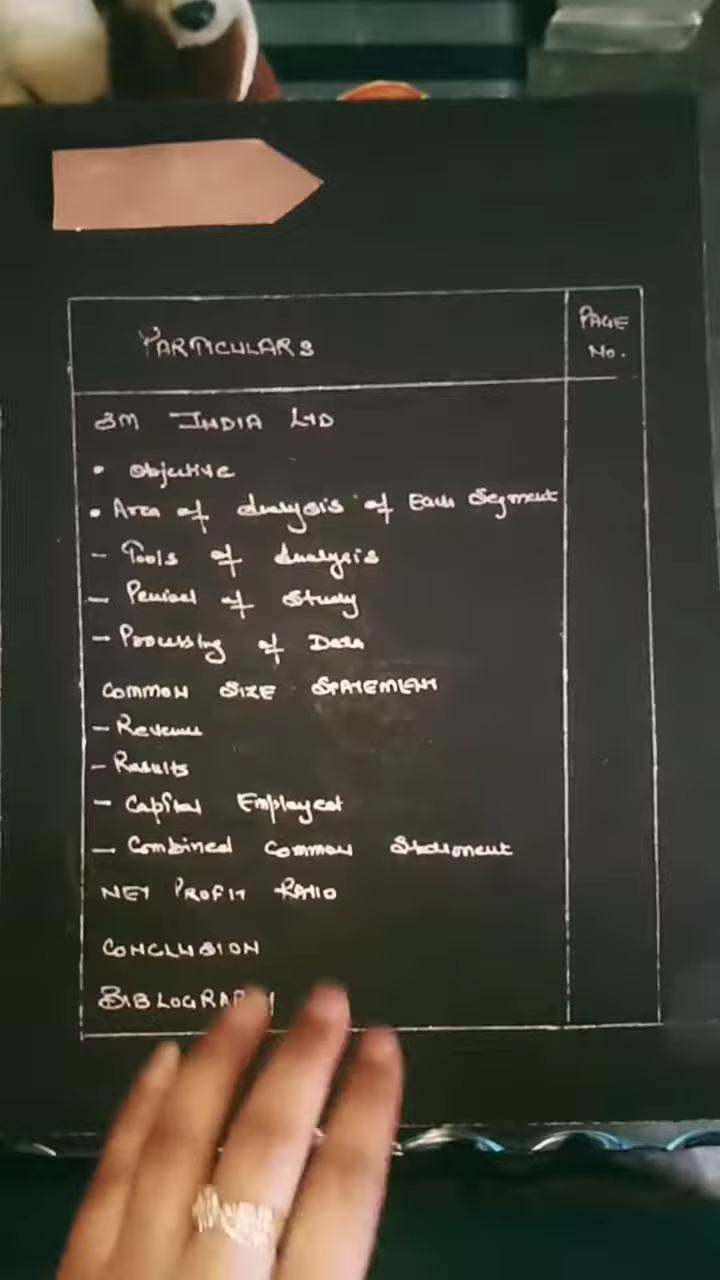 PARTICULARS
PAGE
No.
3M INDIA LTD
• Objective
• Area of Analysis of Each Segment
- Tools of Analysis
- Period of Study
- Processing of Data
COMMON SIZE STATEMENT
- Revenue
- Results
- Capital Employed
- Combined Common Statement
NET PROFIT RATIO
CONCLUSION
BIBLOGRAPHY